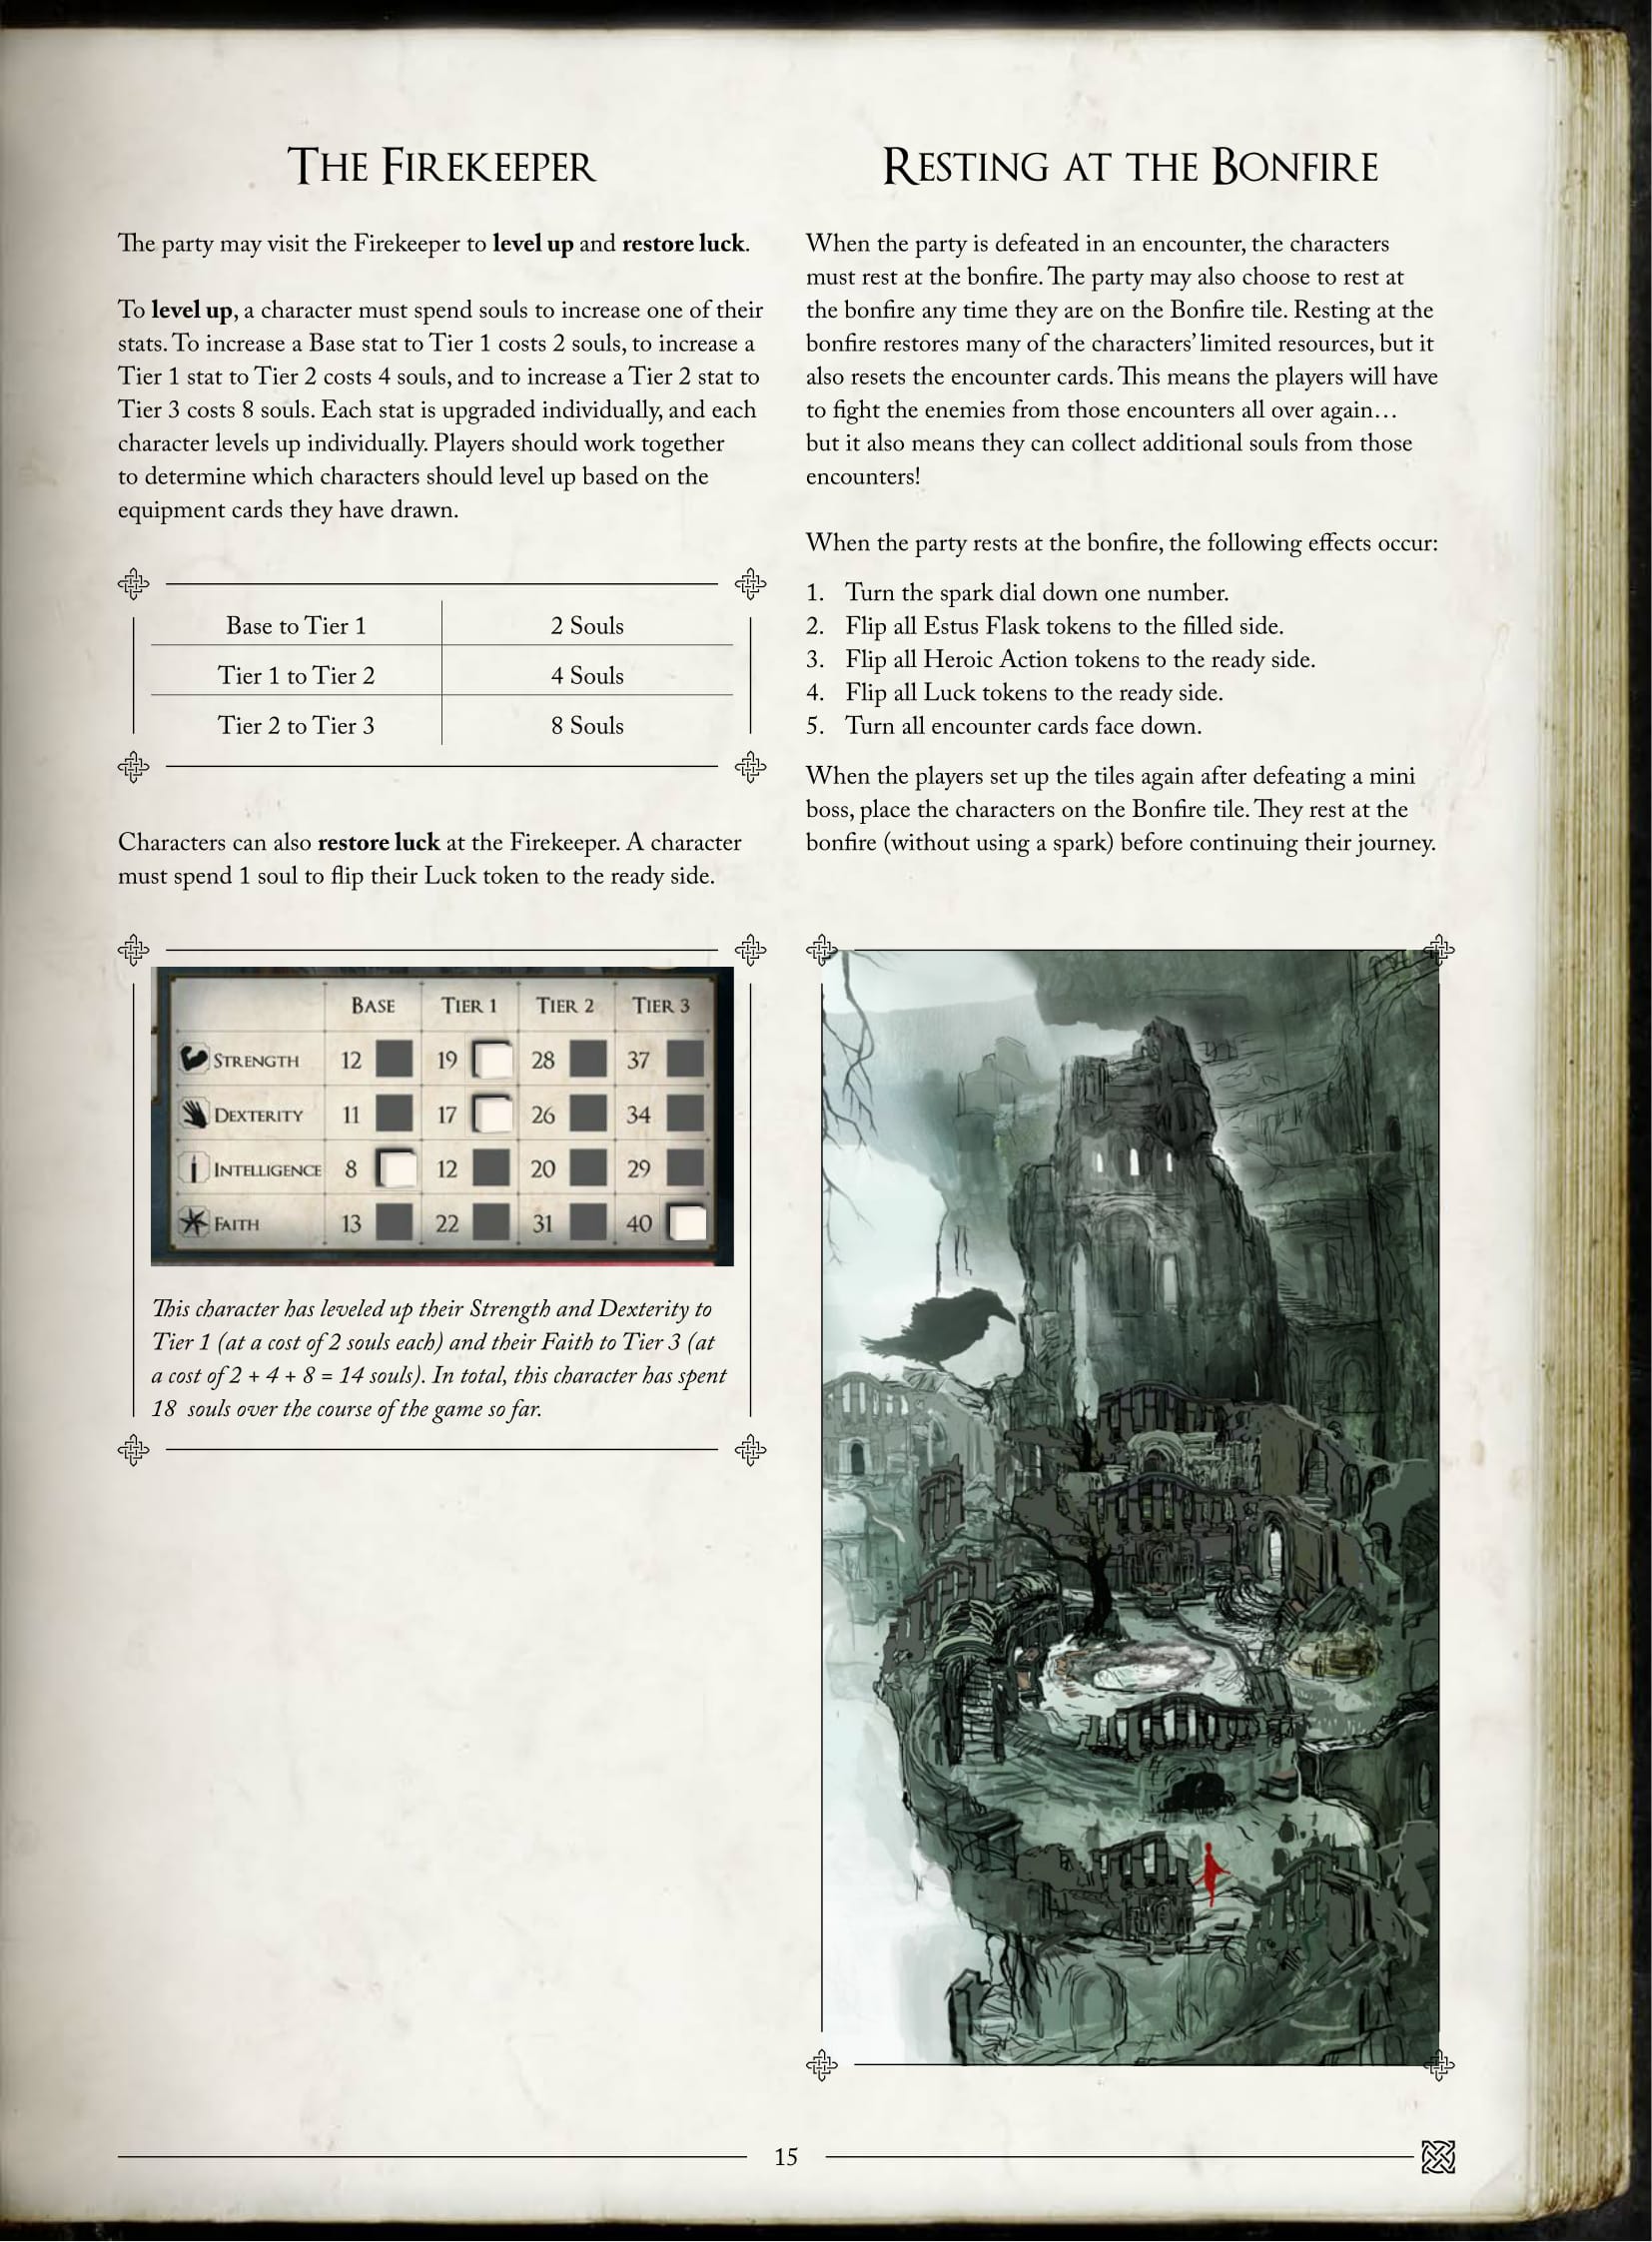 The Firekeeper
The party may visit the Firekeeper to level up and restore luck.
To level up, a character must spend souls to increase one of their
stats. To increase a Base stat to Tier 1 costs 2 souls, to increase a
Tier 1 stat to Tier 2 costs 4 souls, and to increase a Tier 2 stat to
Tier 3 costs 8 souls. Each stat is upgraded individually, and each
character levels up individually. Players should work together
to determine which characters should level up based on the
equipment cards they have drawn.
Base to Tier 1 2 Souls
Tier 1 to Tier 2 4 Souls
Tier 2 to Tier 3 8 Souls
Characters can also restore luck at the Firekeeper. A character
must spend 1 soul to flip their Luck token to the ready side.
Base Tier 1 Tier 2 Tier 3
Strength 12 19 28 37
Dexterity 11 17 26 34
Intelligence 8 12 20 29
Faith 13 22 31 40
This character has leveled up their Strength and Dexterity to
Tier 1 (at a cost of 2 souls each) and their Faith to Tier 3 (at
a cost of 2 + 4 + 8 = 14 souls). In total, this character has spent
18 souls over the course of the game so far.
Resting at the Bonfire
When the party is defeated in an encounter, the characters
must rest at the bonfire. The party may also choose to rest at
the bonfire any time they are on the Bonfire tile. Resting at the
bonfire restores many of the characters' limited resources, but it
also resets the encounter cards. This means the players will have
to fight the enemies from those encounters all over again…
but it also means they can collect additional souls from those
encounters!
When the party rests at the bonfire, the following effects occur:
1. Turn the spark dial down one number.
2. Flip all Estus Flask tokens to the filled side.
3. Flip all Heroic Action tokens to the ready side.
4. Flip all Luck tokens to the ready side.
5. Turn all encounter cards face down.
When the players set up the tiles again after defeating a mini
boss, place the characters on the Bonfire tile. They rest at the
bonfire (without using a spark) before continuing their journey.
15